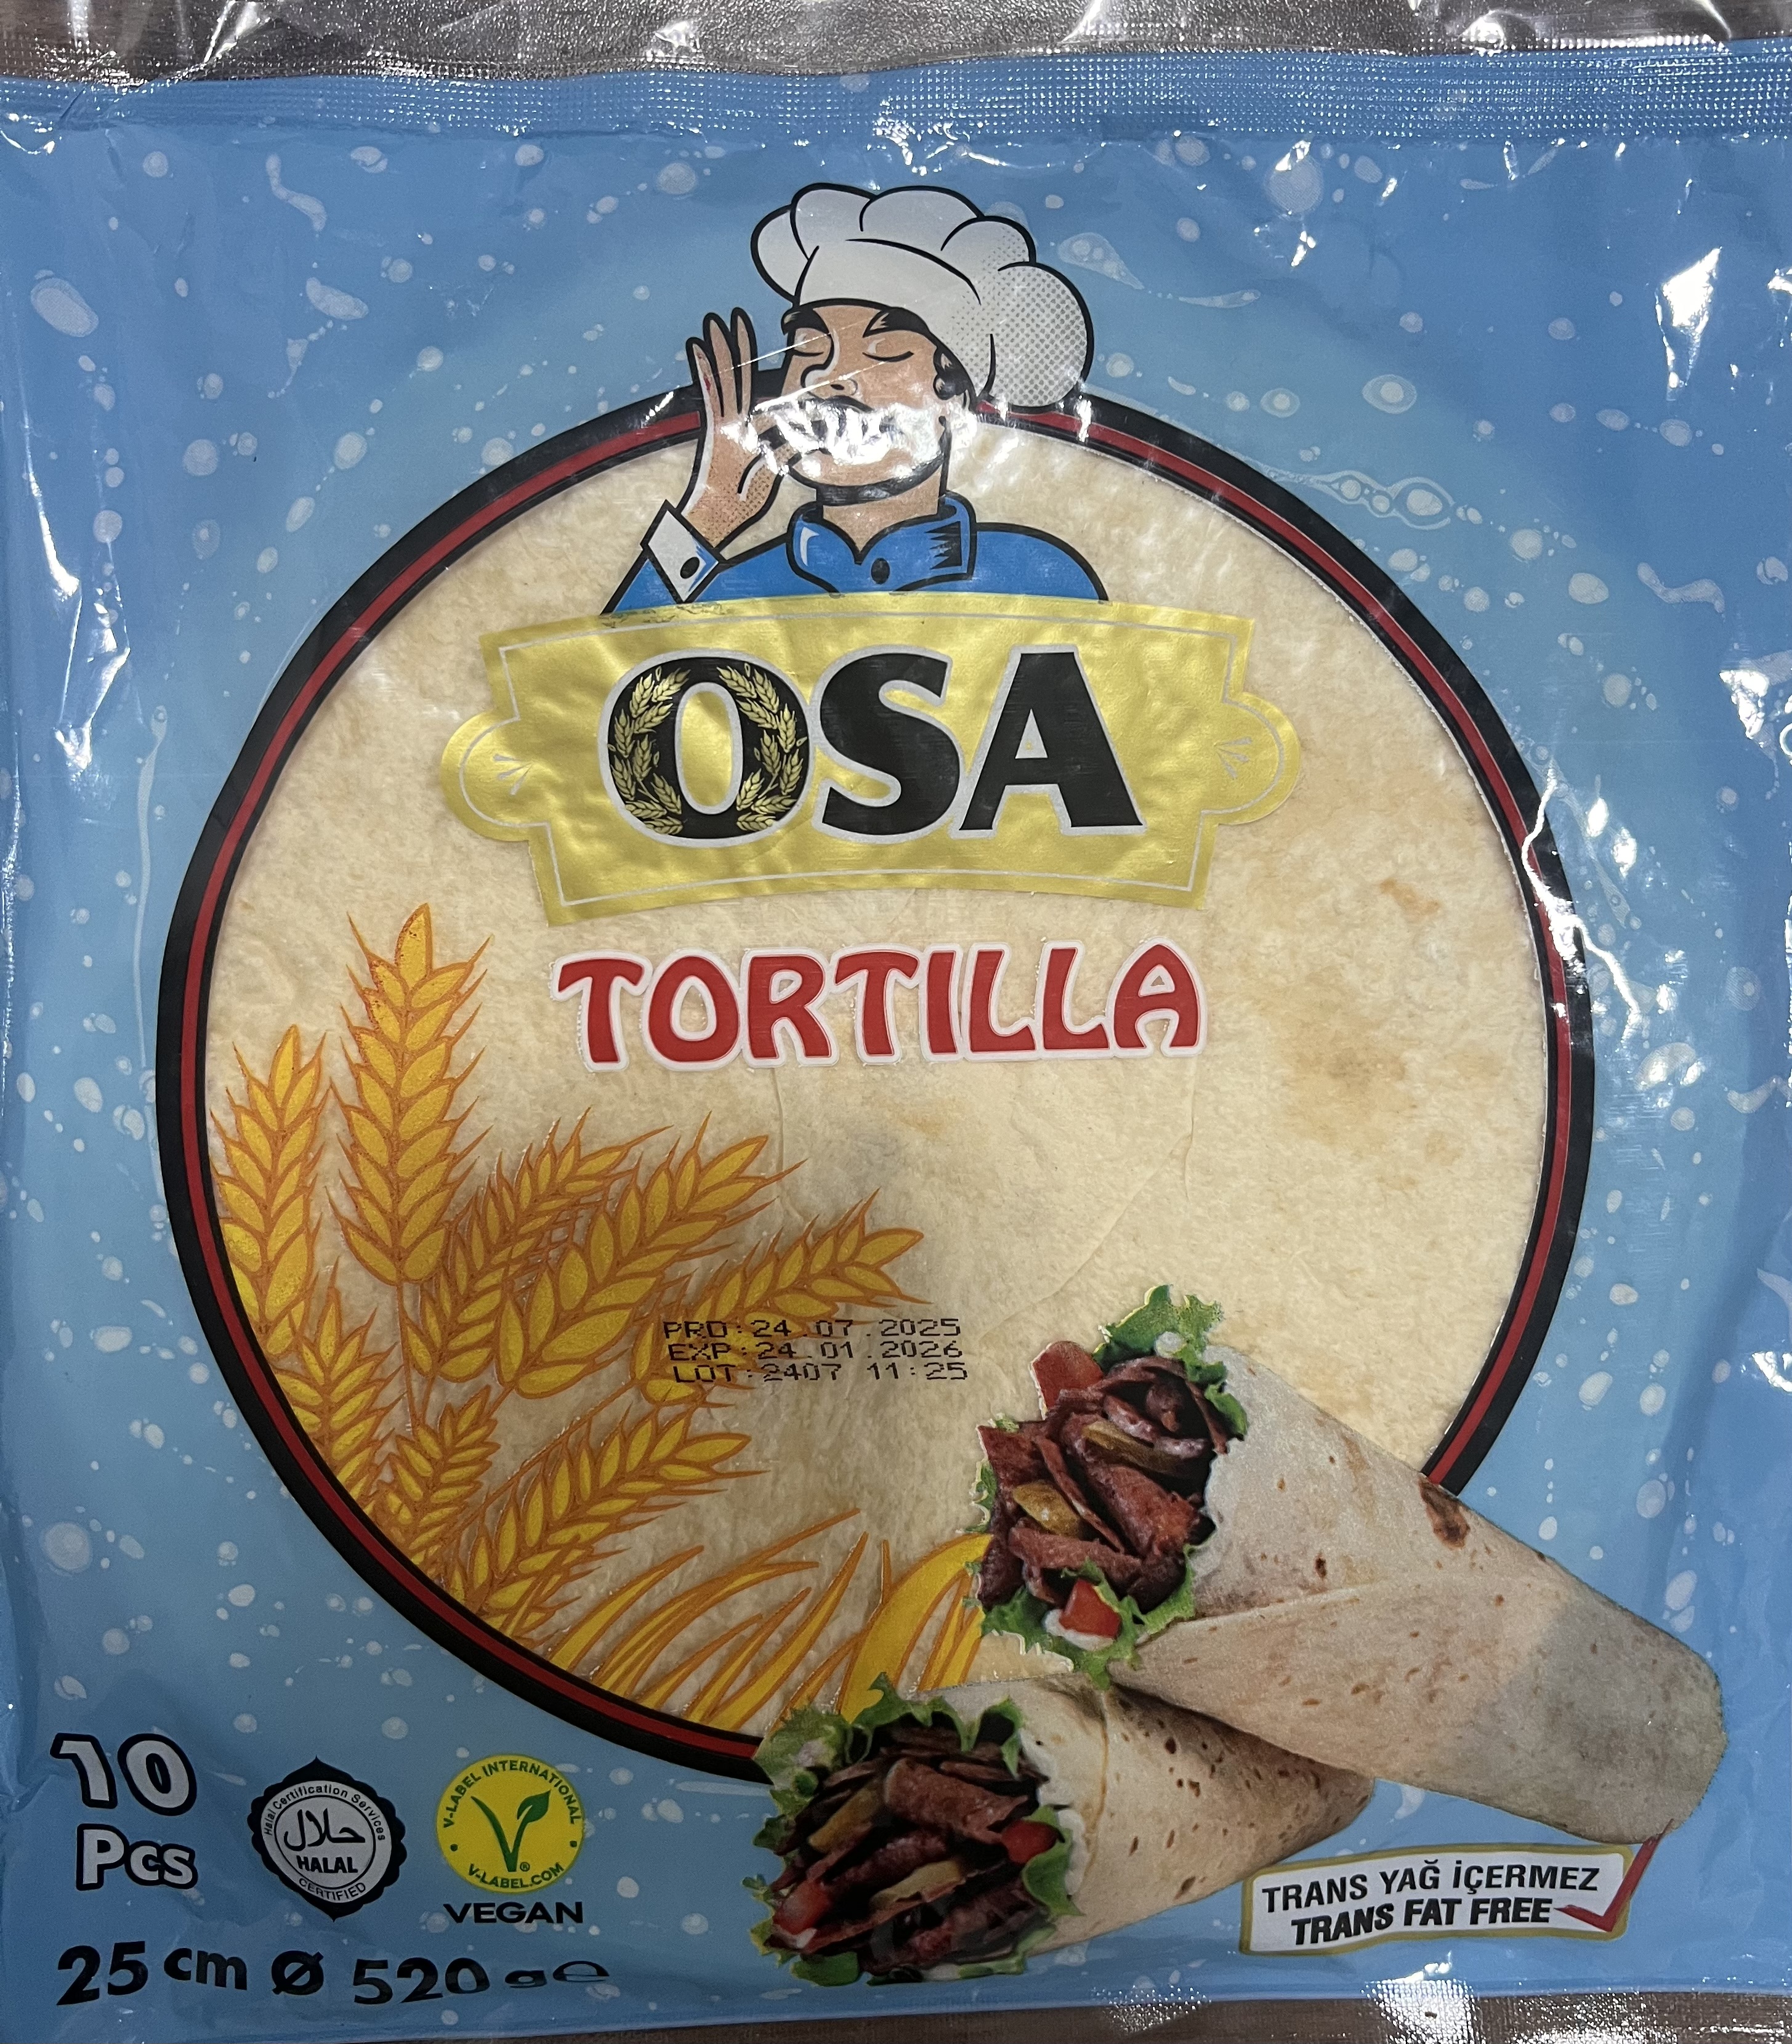 OSA
TORTILLA
PRD:24.07.2025
EXP:24.01.2026
LOT:2407 11:25
10
Pcs
Halal Certification Services
حلال
HALAL
CERTIFIED
V-LABEL INTERNATIONAL
V-LABEL.COM
VEGAN
TRANS YAĞ İÇERMEZ
TRANS FAT FREE
25 cm Ø 520 g e